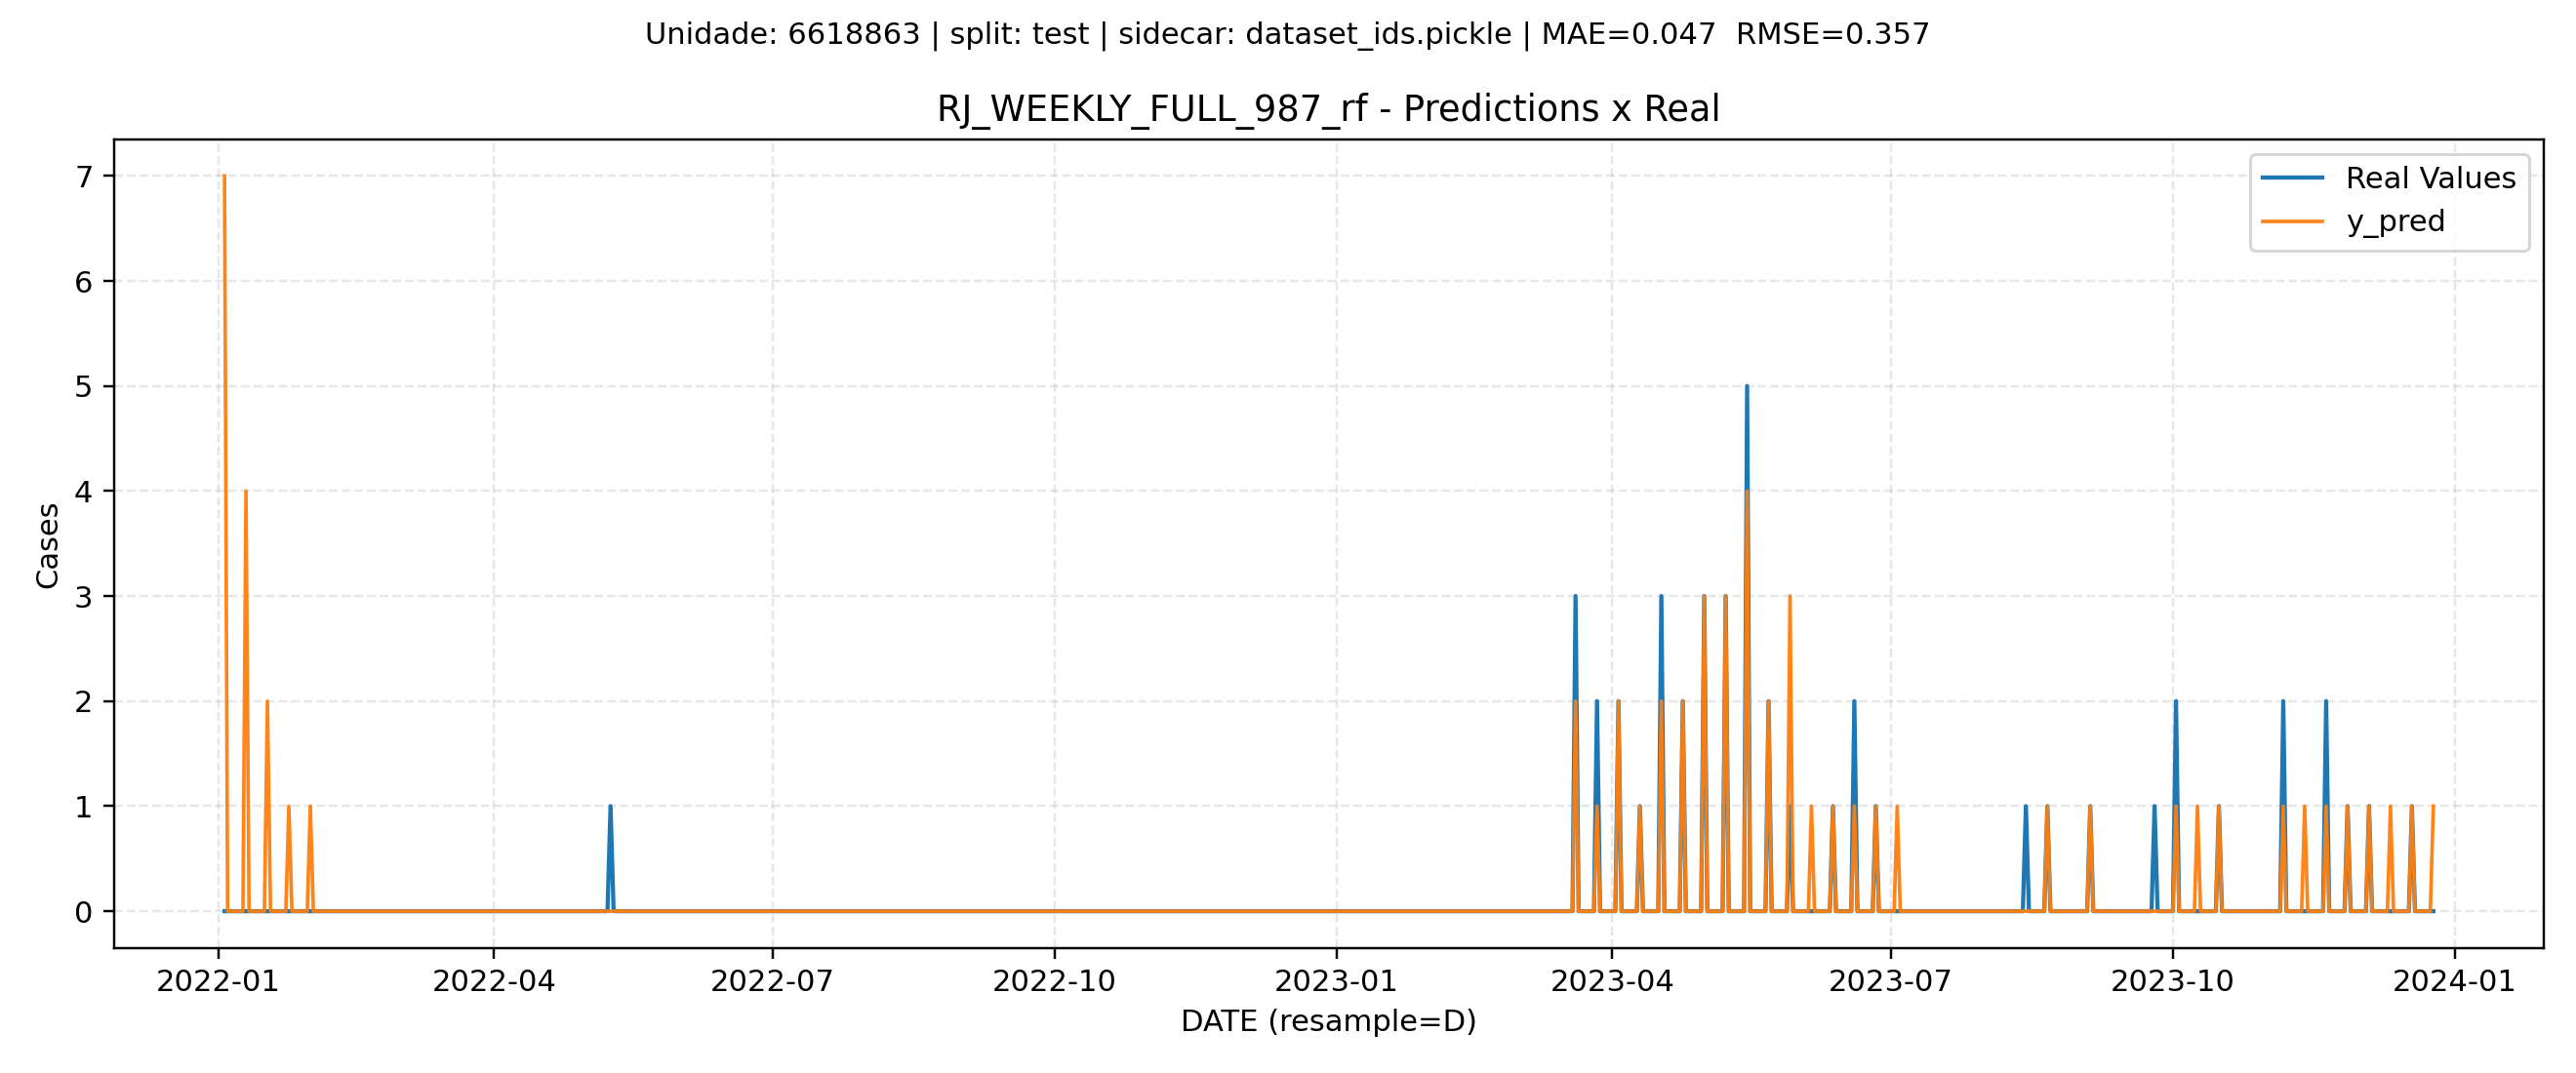 Unidade: 6618863 | split: test | sidecar: dataset_ids.pickle | MAE=0.047  RMSE=0.357
RJ_WEEKLY_FULL_987_rf - Predictions x Real
Real Values
y_pred
7
6
5
4
3
2
1
0
Cases
2022-01 2022-04 2022-07 2022-10 2023-01 2023-04 2023-07 2023-10 2024-01
DATE (resample=D)